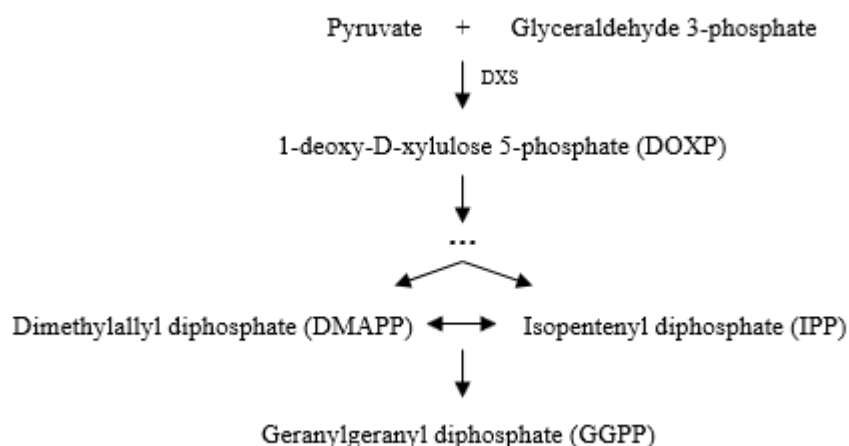 Pyruvate + Glyceraldehyde 3-phosphate
DXS
1-deoxy-D-xylulose 5-phosphate (DOXP)
...
Dimethylallyl diphosphate (DMAPP) Isopentenyl diphosphate (IPP)
Geranylgeranyl diphosphate (GGPP)